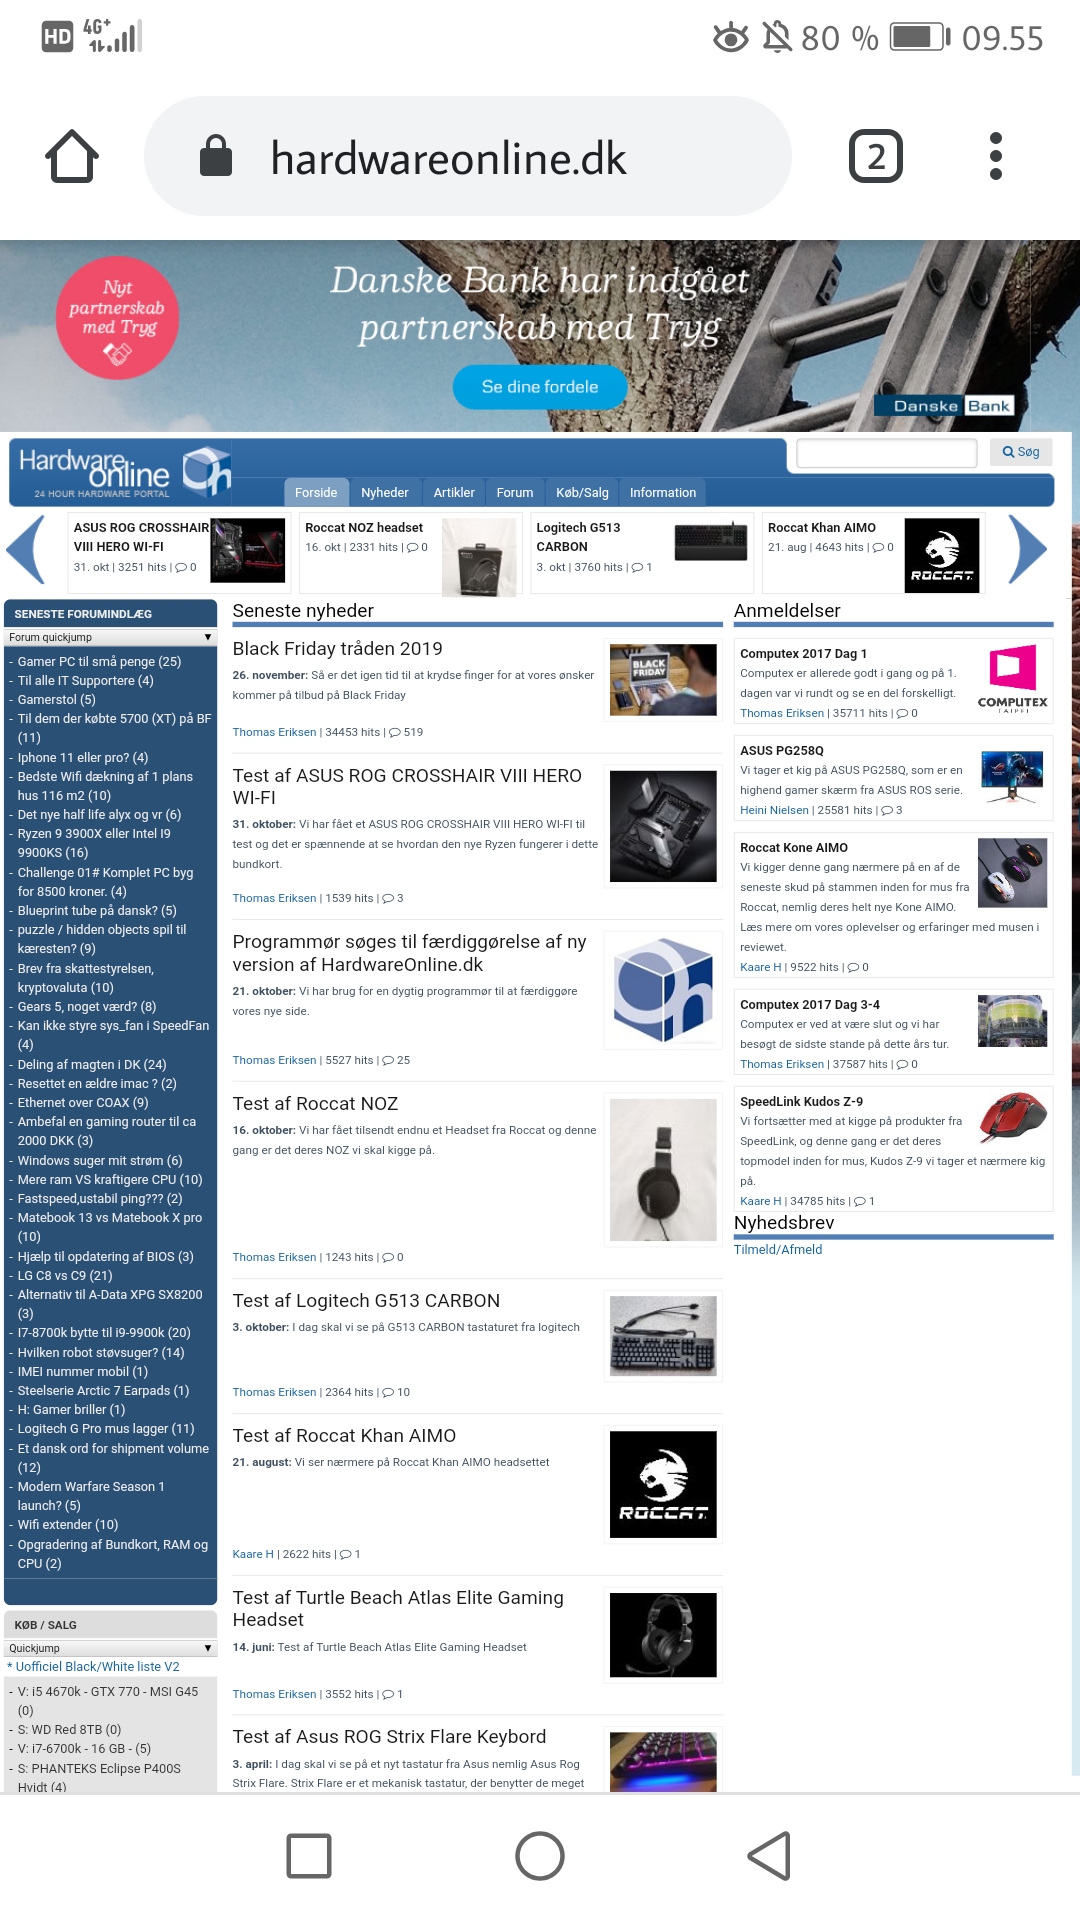 HD 4G+ 80 % 09.55
hardwareonline.dk
2
Nyt
partnerskab
med Tryg
Danske Bank har indgået
partnerskab med Tryg
Se dine fordele
Danske Bank
Hardware
online
24 HOUR HARDWARE PORTAL
Søg
Forside Nyheder Artikler Forum Køb/Salg Information
ASUS ROG CROSSHAIR
VIII HERO WI-FI
31. okt | 3251 hits | 0
Roccat NOZ headset
16. okt | 2331 hits | 0
Logitech G513
CARBON
3. okt | 3760 hits | 1
Roccat Khan AIMO
21. aug | 4643 hits | 0
ROCCAT
SENESTE FORUMINDLÆG
Forum quickjump
- Gamer PC til små penge (25)
- Til alle IT Supportere (4)
- Gamerstol (5)
- Til dem der købte 5700 (XT) på BF
(11)
- Iphone 11 eller pro? (4)
- Bedste Wifi dækning af 1 plans
hus 116 m2 (10)
- Det nye half life alyx og vr (6)
- Ryzen 9 3900X eller Intel I9
9900KS (16)
- Challenge 01# Komplet PC byg
for 8500 kroner. (4)
- Blueprint tube på dansk? (5)
- puzzle / hidden objects spil til
kæresten? (9)
- Brev fra skattestyrelsen,
kryptovaluta (10)
- Gears 5, noget værd? (8)
- Kan ikke styre sys_fan i SpeedFan
(4)
- Deling af magten i DK (24)
- Resettet en ældre imac ? (2)
- Ethernet over COAX (9)
- Ambefal en gaming router til ca
2000 DKK (3)
- Windows suger mit strøm (6)
- Mere ram VS kraftigere CPU (10)
- Fastspeed,ustabil ping??? (2)
- Matebook 13 vs Matebook X pro
(10)
- Hjælp til opdatering af BIOS (3)
- LG C8 vs C9 (21)
- Alternativ til A-Data XPG SX8200
(3)
- I7-8700k bytte til i9-9900k (20)
- Hvilken robot støvsuger? (14)
- IMEI nummer mobil (1)
- Steelserie Arctic 7 Earpads (1)
- H: Gamer briller (1)
- Logitech G Pro mus lagger (11)
- Et dansk ord for shipment volume
(12)
- Modern Warfare Season 1
launch? (5)
- Wifi extender (10)
- Opgradering af Bundkort, RAM og
CPU (2)
KØB / SALG
Quickjump
* Uofficiel Black/White liste V2
- V: i5 4670k - GTX 770 - MSI G45
(0)
- S: WD Red 8TB (0)
- V: i7-6700k - 16 GB - (5)
- S: PHANTEKS Eclipse P400S
Hvidt (4)
Seneste nyheder
Black Friday tråden 2019
26. november: Så er det igen tid til at krydse finger for at vores ønsker
kommer på tilbud på Black Friday
Thomas Eriksen | 34453 hits | 519
BLACK
FRIDAY
Test af ASUS ROG CROSSHAIR VIII HERO
WI-FI
31. oktober: Vi har fået et ASUS ROG CROSSHAIR VIII HERO WI-FI til
test og det er spænende at se hvordan den nye Ryzen fungerer i dette
bundkort.
Thomas Eriksen | 1539 hits | 3
Programmør søges til færdiggørelse af ny
version af HardwareOnline.dk
21. oktober: Vi har brug for en dygtig programmør til at færdiggøre
vores nye side.
Thomas Eriksen | 5527 hits | 25
Test af Roccat NOZ
16. oktober: Vi har fået tilsendt endnu et Headset fra Roccat og denne
gang er det deres NOZ vi skal kigge på.
Thomas Eriksen | 1243 hits | 0
Test af Logitech G513 CARBON
3. oktober: I dag skal vi se på G513 CARBON tastaturet fra logitech
Thomas Eriksen | 2364 hits | 10
Test af Roccat Khan AIMO
21. august: Vi ser nærmere på Roccat Khan AIMO headsettet
Kaare H | 2622 hits | 1
ROCCAT
Test af Turtle Beach Atlas Elite Gaming
Headset
14. juni: Test af Turtle Beach Atlas Elite Gaming Headset
Thomas Eriksen | 3552 hits | 1
Test af Asus ROG Strix Flare Keybord
3. april: I dag skal vi se på et nyt tastatur fra Asus nemlig Asus Rog
Strix Flare. Strix Flare er et mekanisk tastatur, der benytter de meget
Anmeldelser
Computex 2017 Dag 1
Computex er allerede godt i gang og på 1.
dagen var vi rundt og se en del forskelligt.
Thomas Eriksen | 35711 hits | 0
COMPUTEX
TAIPEI
ASUS PG258Q
Vi tager et kig på ASUS PG258Q, som er en
highend gamer skærm fra ASUS ROS serie.
Heini Nielsen | 25581 hits | 3
Roccat Kone AIMO
Vi kigger denne gang nærmere på en af de
seneste skud på stammen inden for mus fra
Roccat, nemlig deres helt nye Kone AIMO.
Læs mere om vores oplevelser og erfaringer med musen i
reviewet.
Kaare H | 9522 hits | 0
Computex 2017 Dag 3-4
Computex er ved at være slut og vi har
besøgt de sidste stande på dette års tur.
Thomas Eriksen | 37587 hits | 0
SpeedLink Kudos Z-9
Vi fortsætter med at kigge på produkter fra
SpeedLink, og denne gang er det deres
topmodel inden for mus, Kudos Z-9 vi tager et nærmere kig
på.
Kaare H | 34785 hits | 1
Nyhedsbrev
Tilmeld/Afmeld